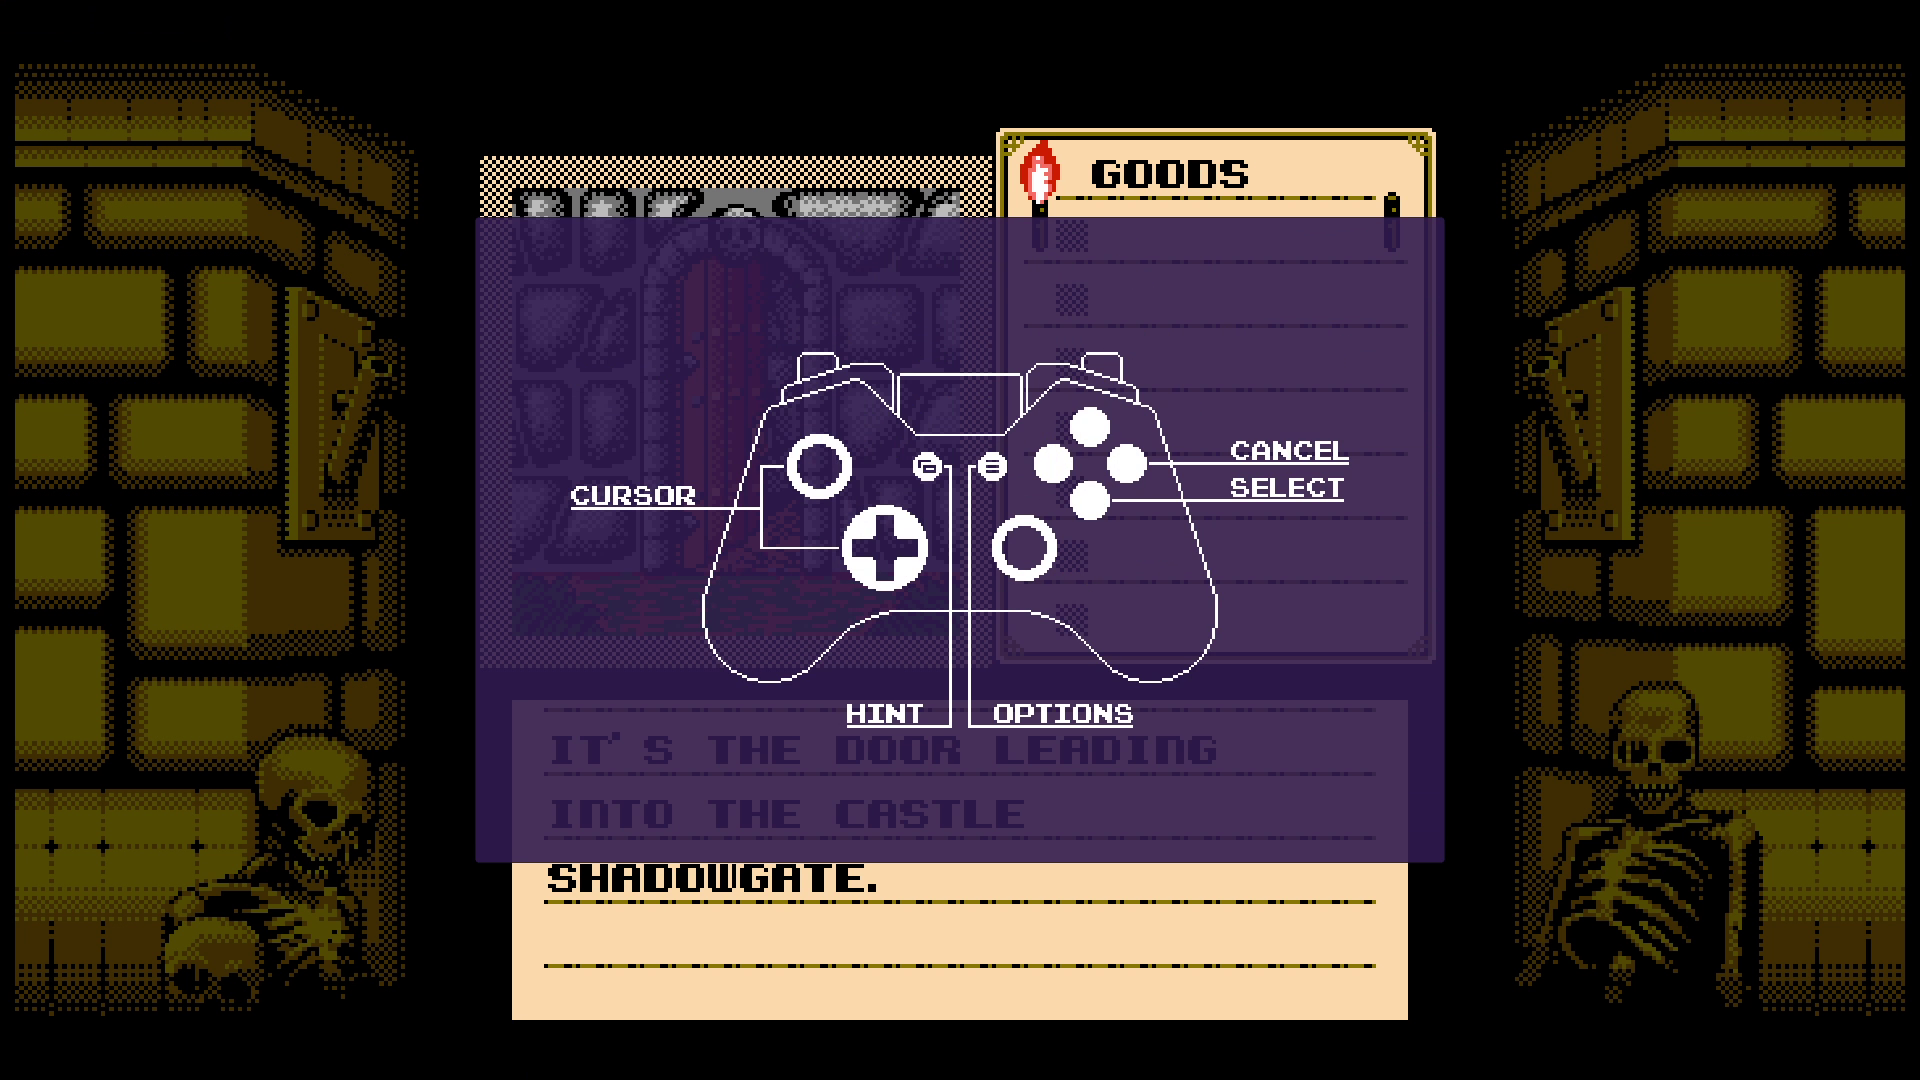 GOODS
CANCEL
SELECT
CURSOR
HINT
OPTIONS
IT'S THE DOOR LEADING
INTO THE CASTLE
SHADOWGATE.